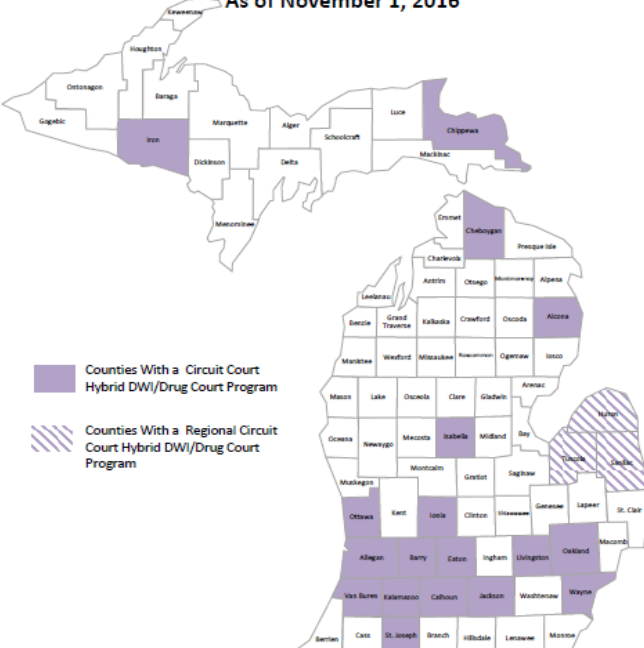 As of November 1, 2016
Keweenaw
Houghton
Ontonagon
Baraga
Gogebic
Iron
Marquette
Alger
Luce
Chippewa
Schoolcraft
Mackinac
Dickinson
Delta
Menominee
Emmet
Cheboygan
Presque Isle
Charlevoix
Antrim
Otsego
Montmorency
Alpena
Leelanau
Benzie
Grand
Traverse
Kalkaska
Crawford
Oscoda
Alcona
Manistee
Wexford
Missaukee
Roscommon
Ogemaw
Iosco
Counties With a Circuit Court
Hybrid DWI/Drug Court Program
Counties With a Regional Circuit
Court Hybrid DWI/Drug Court
Program
Mason
Lake
Osceola
Clare
Gladwin
Arenac
Huron
Oceana
Newaygo
Mecosta
Isabella
Midland
Bay
Tuscola
Sanilac
Muskegon
Montcalm
Gratiot
Saginaw
Ottawa
Kent
Ionia
Clinton
Shiawassee
Genesee
Lapeer
St. Clair
Allegan
Barry
Eaton
Ingham
Livingston
Oakland
Macomb
Van Buren
Kalamazoo
Calhoun
Jackson
Washtenaw
Wayne
Berrien
Cass
St. Joseph
Branch
Hillsdale
Lenawee
Monroe